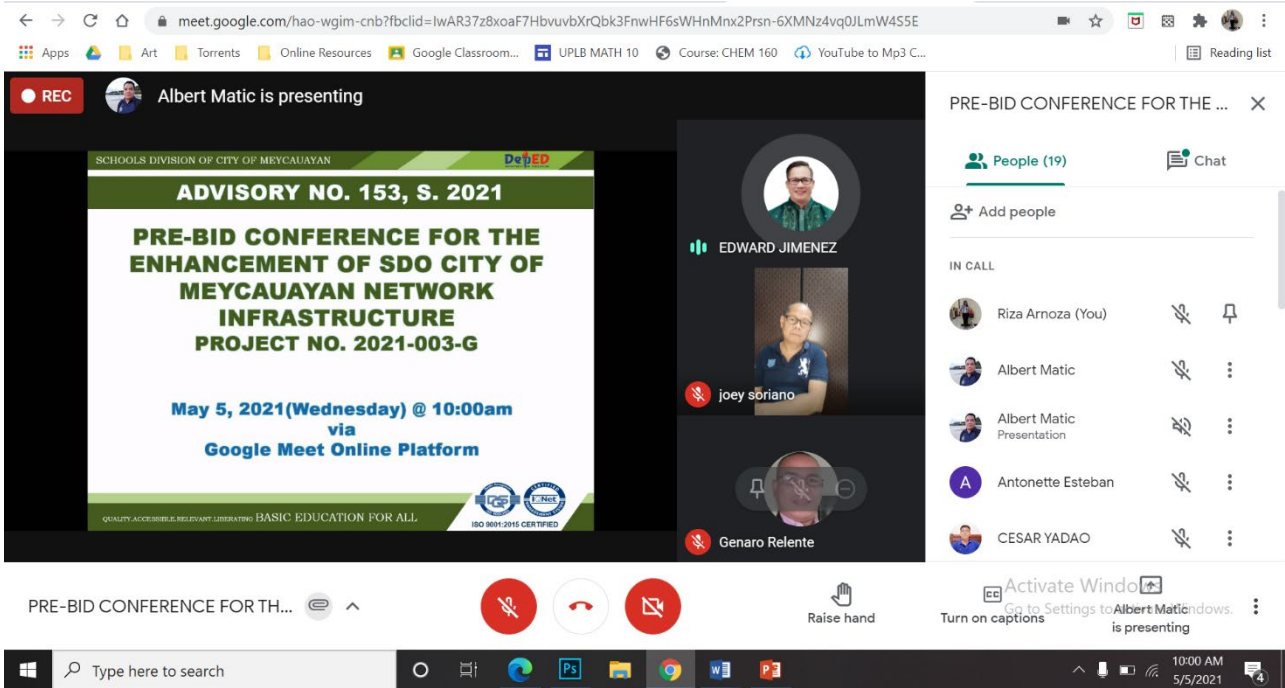 meet.google.com/hao-wgim-cnb?fbclid=IwAR37z8xoaF7HbvuvbXrQbk3FnwHF6sWHnMnx2Prsn-6XMNz4vq0JLmW4S5E
Apps Art Torrents Online Resources Google Classroom... UPLB MATH 10 Course: CHEM 160 YouTube to Mp3 C... Reading list
REC Albert Matic is presenting
SCHOOLS DIVISION OF CITY OF MEYCAUAYAN DepED
ADVISORY NO. 153, S. 2021
PRE-BID CONFERENCE FOR THE
ENHANCEMENT OF SDO CITY OF
MEYCAUAYAN NETWORK
INFRASTRUCTURE
PROJECT NO. 2021-003-G
May 5, 2021(Wednesday) @ 10:00am
via
Google Meet Online Platform
QUALITY.ACCESSIBLE.RELEVANT.LIBERATING BASIC EDUCATION FOR ALL
ISO 9001:2015 CERTIFIED
EDWARD JIMENEZ
joey soriano
Genaro Relente
PRE-BID CONFERENCE FOR THE ...
People (19) Chat
Add people
IN CALL
Riza Arnoza (You)
Albert Matic
Albert Matic
Presentation
A Antonette Esteban
CESAR YADAO
PRE-BID CONFERENCE FOR TH...
Raise hand
Turn on captions
Albert Matic
is presenting
Activate Windows
Go to Settings to Windows.
Type here to search
10:00 AM
5/5/2021
4